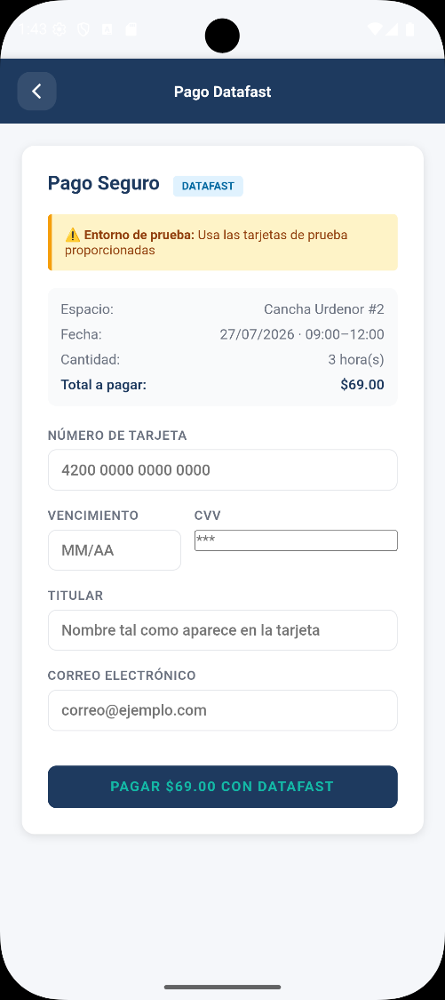 1:43
Pago Datafast
Pago Seguro DATAFAST
⚠️ Entorno de prueba: Usa las tarjetas de prueba
proporcionadas
Espacio: Cancha Urdenor #2
Fecha: 27/07/2026 · 09:00–12:00
Cantidad: 3 hora(s)
Total a pagar: $69.00
NÚMERO DE TARJETA
4200 0000 0000 0000
VENCIMIENTO CVV
MM/AA ***
TITULAR
Nombre tal como aparece en la tarjeta
CORREO ELECTRÓNICO
correo@ejemplo.com
PAGAR $69.00 CON DATAFAST